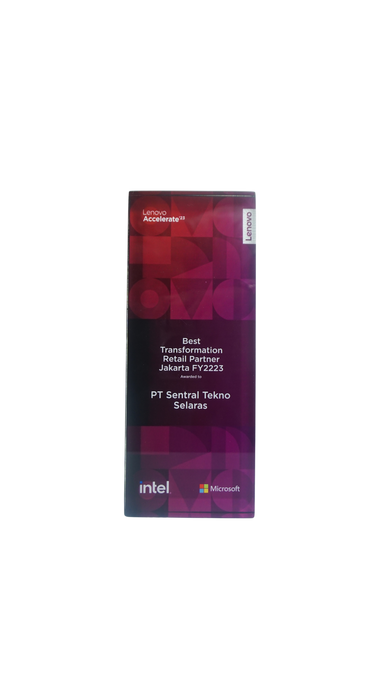 Lenovo
Accelerate'23
Lenovo
Best
Transformation
Retail Partner
Jakarta FY2223
Awarded to
PT Sentral Tekno
Selaras
intel
Microsoft